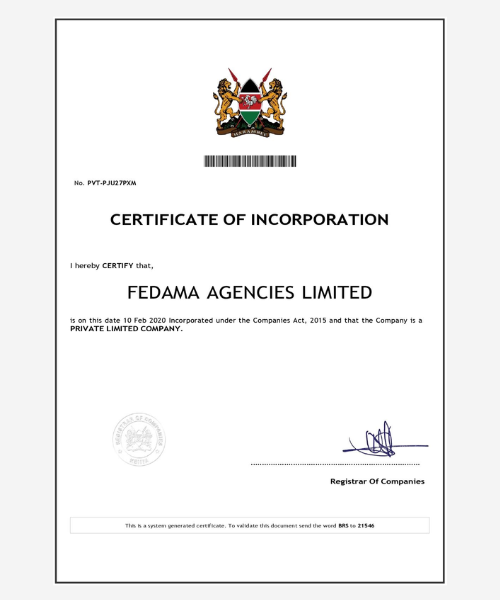 HARAMBEE
No. PVT-PJU27PXM
CERTIFICATE OF INCORPORATION
I hereby CERTIFY that,
FEDAMA AGENCIES LIMITED
is on this date 10 Feb 2020 Incorporated under the Companies Act, 2015 and that the Company is a
PRIVATE LIMITED COMPANY.
REGISTRAR OF COMPANIES
KENYA
Registrar Of Companies
This is a system generated certificate. To validate this document send the word BRS to 21546